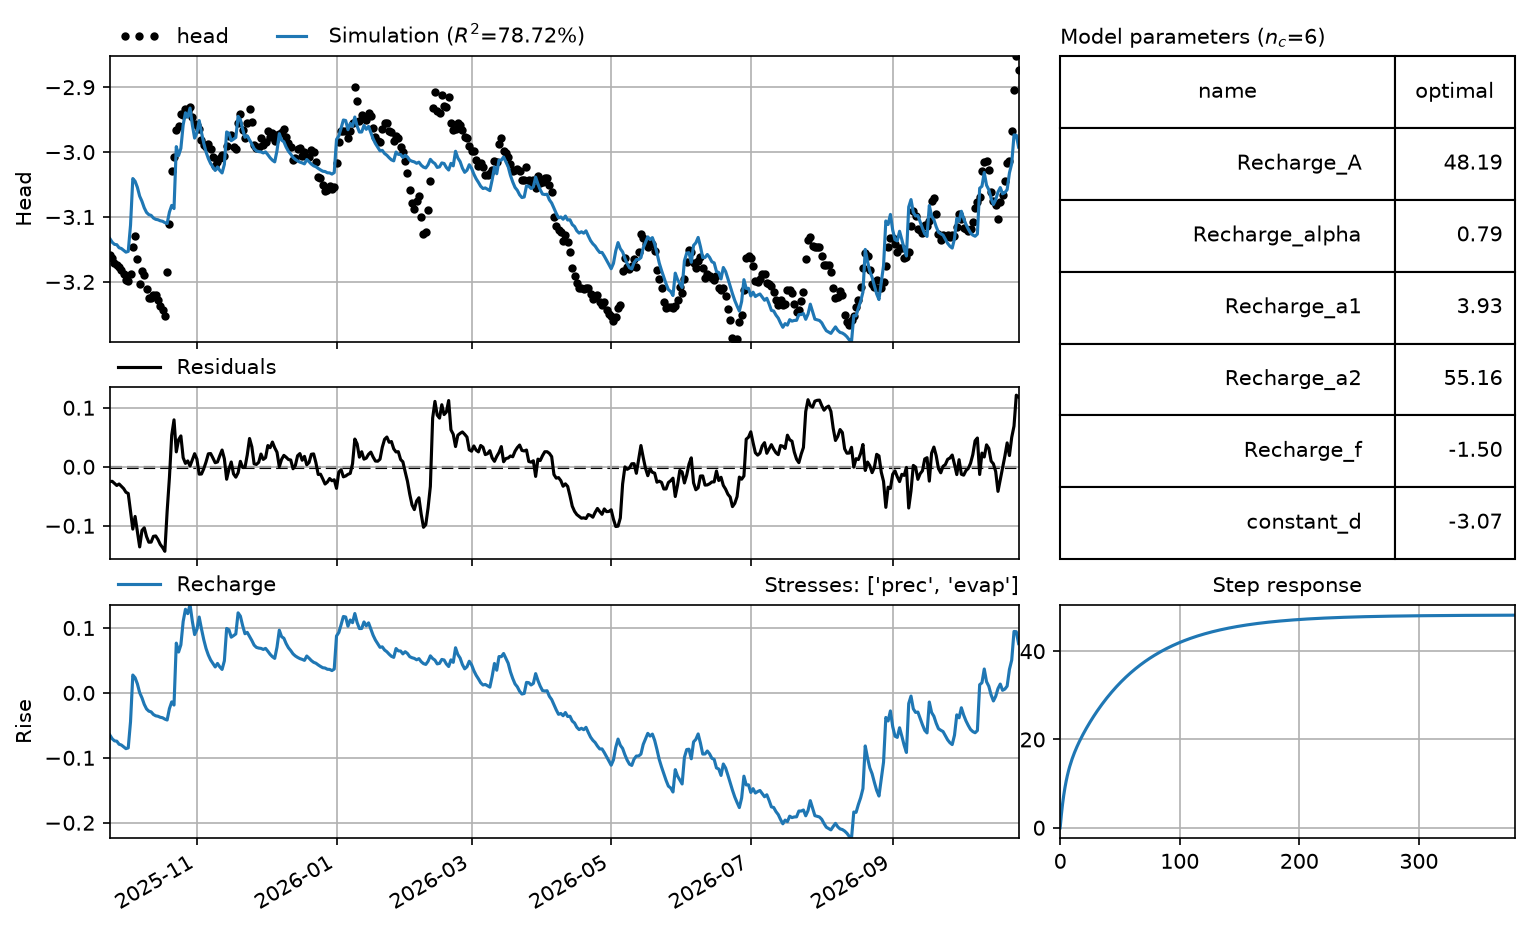 head   Simulation (R²=78.72%)
Model parameters (n_c=6)
Head
−2.9
−3.0
−3.1
−3.2
name   optimal
Recharge_A   48.19
Recharge_alpha   0.79
Recharge_a1   3.93
Recharge_a2   55.16
Recharge_f   -1.50
constant_d   -3.07
Residuals
0.1
0.0
−0.1
Recharge   Stresses: ['prec', 'evap']
Rise
0.1
0.0
−0.1
−0.2
2025-11   2026-01   2026-03   2026-05   2026-07   2026-09
Step response
40
20
0
0   100   200   300